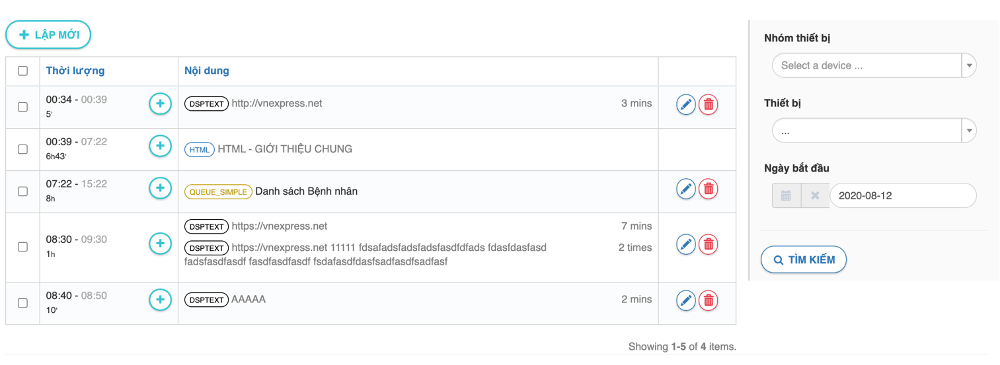 LẬP MỚI
Thời lượng Nội dung
00:34 - 00:39
5'
DSPTEXT http://vnexpress.net 3 mins
00:39 - 07:22
6h43'
HTML HTML - GIỚI THIỆU CHUNG
07:22 - 15:22
8h
QUEUE_SIMPLE Danh sách Bệnh nhân
08:30 - 09:30
1h
DSPTEXT https://vnexpress.net 7 mins
DSPTEXT https://vnexpress.net 11111 fdsafadsfadsfadsfasdfdfads fdasfdasfasd 2 times
fadsfasdfasdf fasdfasdfasdf fsdafasdfdasfsadfasdfsadfasf
08:40 - 08:50
10'
DSPTEXT AAAAA 2 mins
Showing 1-5 of 4 items.
Nhóm thiết bị
Select a device ...
Thiết bị
...
Ngày bắt đầu
2020-08-12
TÌM KIẾM